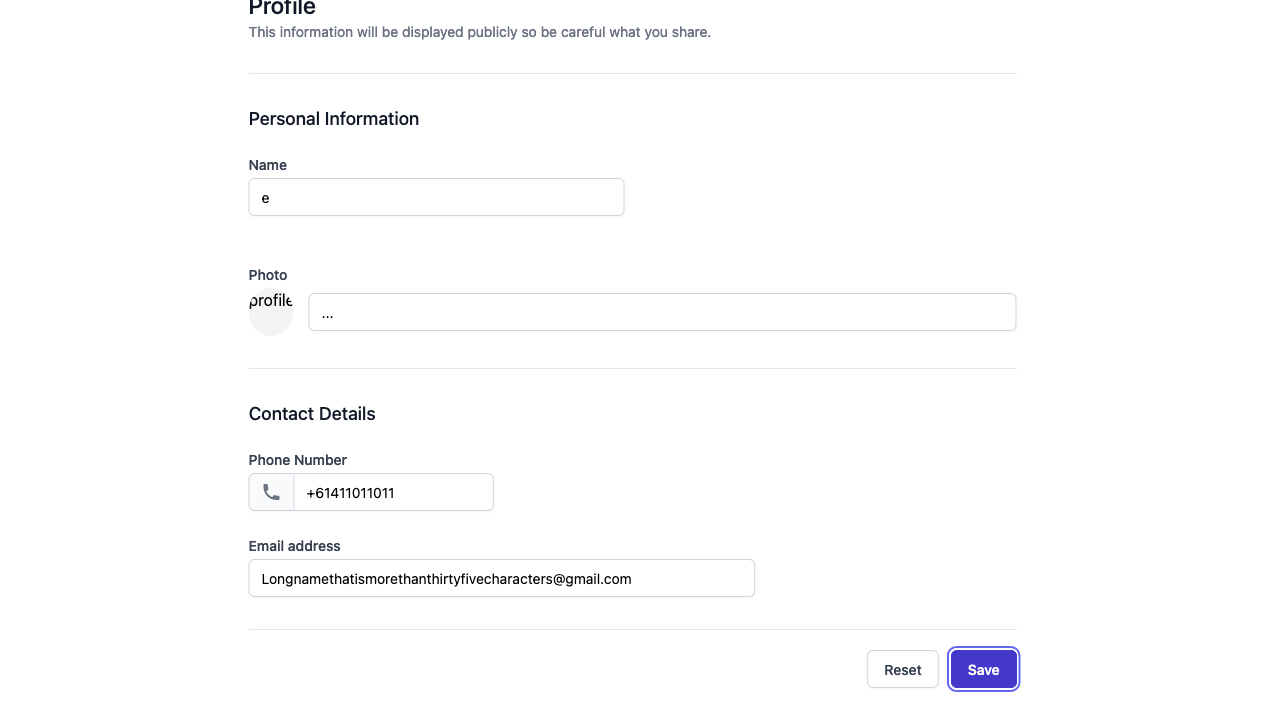 Profile
This information will be displayed publicly so be careful what you share.
Personal Information
Name
e
Photo
profile
...
Contact Details
Phone Number
+61411011011
Email address
Longnamethatismorethanthirtyfivecharacters@gmail.com
Reset
Save